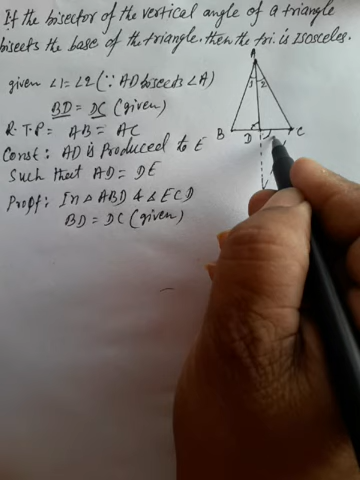 If the bisector of the vertical angle of a triangle
bisects the base of the triangle, then the tri. is Isosceles.
given ∠1=∠2 (∵ AD bisects ∠A)
BD = DC (given)
R.T.P = AB = AC
Const: AD is Produced to E
Such that AD = DE
Proof: In △ ABD & △ ECD
BD = DC (given)
A
1 2
B D C